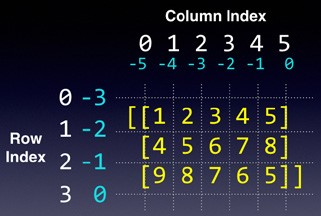 Column Index
0 1 2 3 4 5
-5 -4 -3 -2 -1 0
0 -3
[[1 2 3 4 5]
Row Index
1 -2
[4 5 6 7 8]
2 -1
[9 8 7 6 5]]
3 0